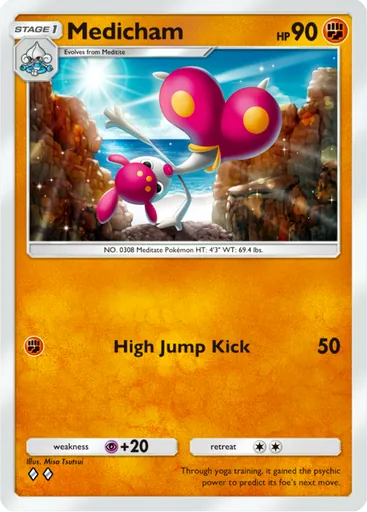 STAGE 1
Medicham
HP 90
Evolves from Meditite
NO. 0308 Meditate Pokémon HT: 4'3" WT: 69.4 lbs.
High Jump Kick 50
weakness +20
retreat
Illus. Misa Tsutsui
Through yoga training, it gained the psychic
power to predict its foe's next move.